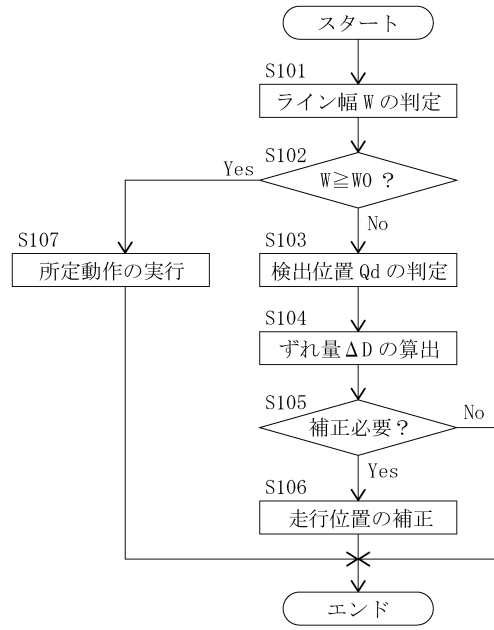 スタート
S101
ライン幅Wの判定
S102
Yes
W≧W0 ?
No
S107
所定動作の実行
S103
検出位置Qdの判定
S104
ずれ量ΔDの算出
S105
補正必要?
No
Yes
S106
走行位置の補正
エンド